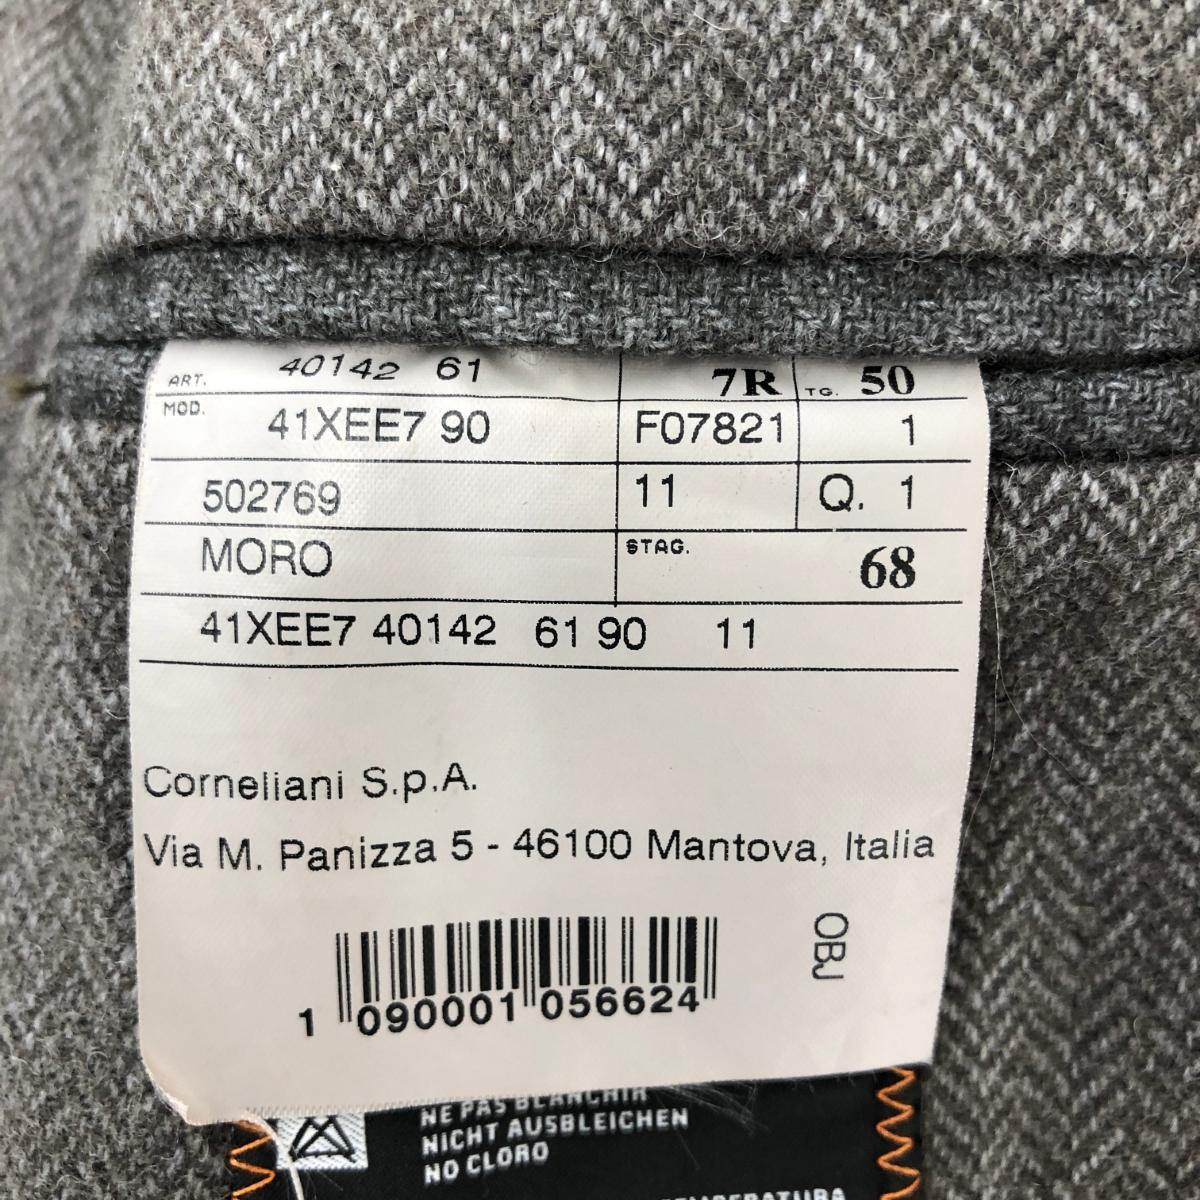 ART. 40142 61 7R TG. 50
MOD. 41XEE7 90 F07821 1
502769 11 Q. 1
MORO STAG. 68
41XEE7 40142 61 90 11
Corneliani S.p.A.
Via M. Panizza 5 - 46100 Mantova, Italia
OBJ
1 090001 056624
NE PAS BLANCHIR
NICHT AUSBLEICHEN
NO CLORO